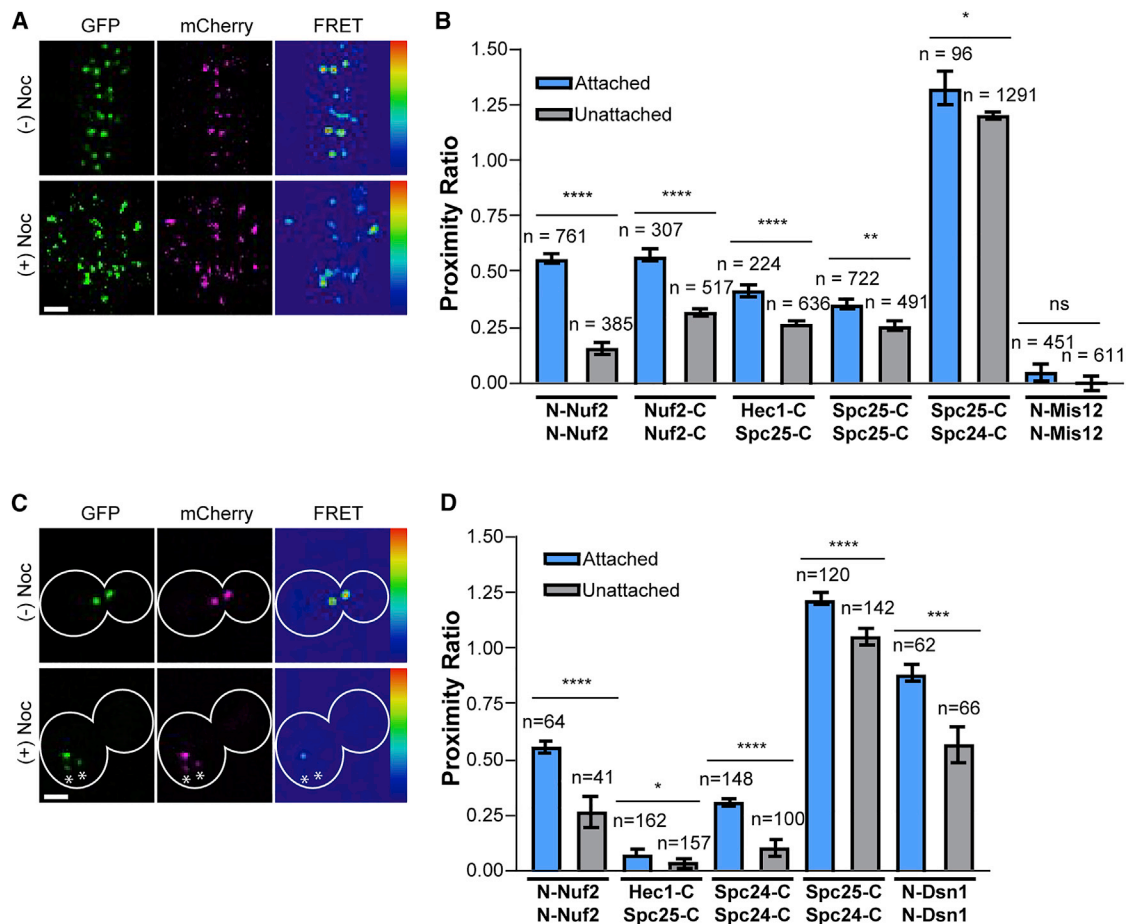 A
GFP
mCherry
FRET
(-) Noc
(+) Noc
B
Proximity Ratio
1.50
1.25
1.00
0.75
0.50
0.25
0.00
Attached
Unattached
****
n = 761
n = 385
****
n = 307
n = 517
****
n = 224
n = 636
**
n = 722
n = 491
*
n = 96
n = 1291
ns
n = 451
n = 611
N-Nuf2 Nuf2-C Hec1-C Spc25-C Spc25-C N-Mis12
N-Nuf2 Nuf2-C Spc25-C Spc25-C Spc24-C N-Mis12
C
GFP
mCherry
FRET
(-) Noc
(+) Noc
* *
* *
* *
D
Proximity Ratio
1.50
1.25
1.00
0.75
0.50
0.25
0.00
Attached
Unattached
****
n=64
n=41
*
n=162
n=157
****
n=148
n=100
****
n=120
n=142
***
n=62
n=66
N-Nuf2 Hec1-C Spc24-C Spc25-C N-Dsn1
N-Nuf2 Spc25-C Spc24-C Spc24-C N-Dsn1